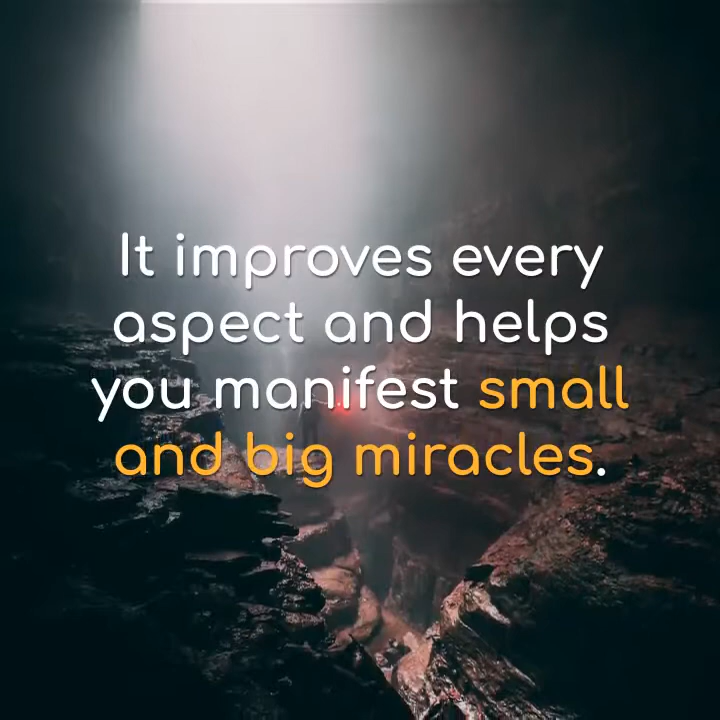 It improves every
aspect and helps
you manifest small
and big miracles.